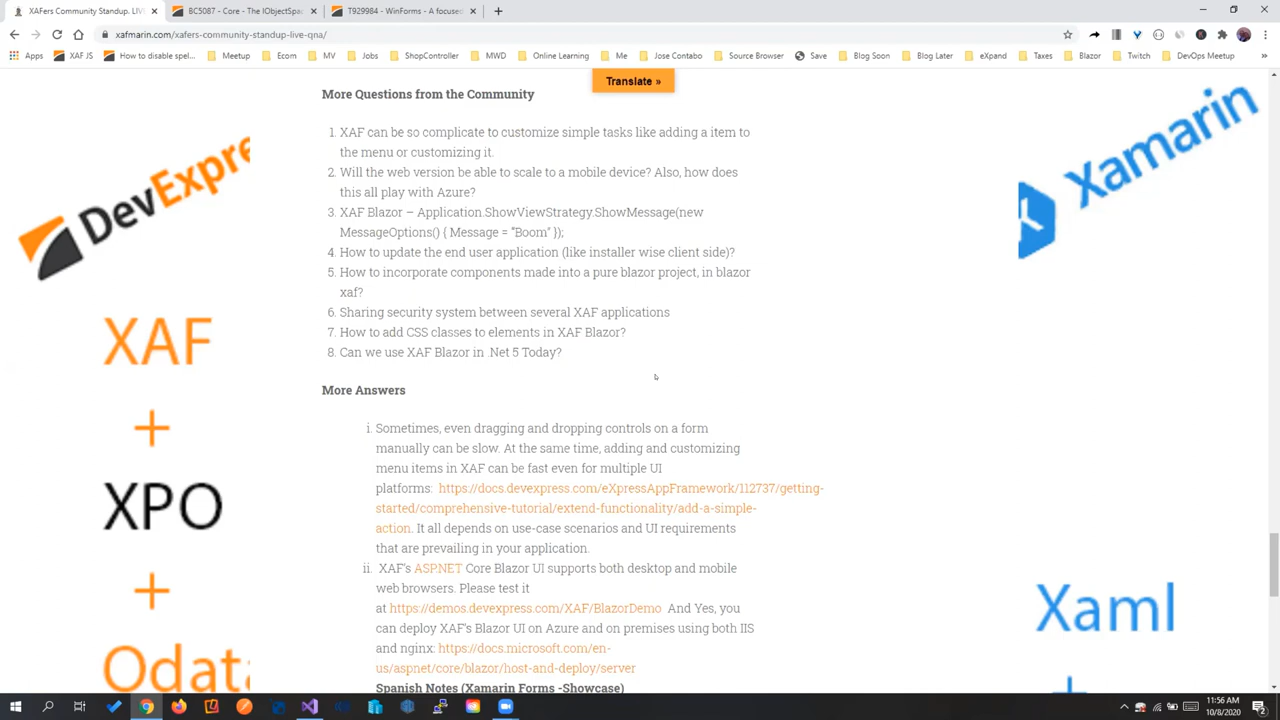 XAFers Community Standup. LIVE
BC5087 - Core - The IObjectSpac
T929984 - WinForms - A focused
xafmarin.com/xafers-community-standup-live-qna/
Apps
XAF JS
How to disable spel...
Meetup
Ecom
MV
Jobs
ShopController
MWD
Online Learning
Me
Jose Contabo
Source Browser
Save
Blog Soon
Blog Later
eXpand
Taxes
Blazor
Twitch
DevOps Meetup
Translate »
DevExpre
XAF
+
XPO
+
Odata
More Questions from the Community
1. XAF can be so complicate to customize simple tasks like adding a item to
the menu or customizing it.
2. Will the web version be able to scale to a mobile device? Also, how does
this all play with Azure?
3. XAF Blazor – Application.ShowViewStrategy.ShowMessage(new
MessageOptions() { Message = "Boom" });
4. How to update the end user application (like installer wise client side)?
5. How to incorporate components made into a pure blazor project, in blazor
xaf?
6. Sharing security system between several XAF applications
7. How to add CSS classes to elements in XAF Blazor?
8. Can we use XAF Blazor in .Net 5 Today?
More Answers
i. Sometimes, even dragging and dropping controls on a form
manually can be slow. At the same time, adding and customizing
menu items in XAF can be fast even for multiple UI
platforms: https://docs.devexpress.com/eXpressAppFramework/112737/getting-
started/comprehensive-tutorial/extend-functionality/add-a-simple-
action. It all depends on use-case scenarios and UI requirements
that are prevailing in your application.
ii. XAF's ASP.NET Core Blazor UI supports both desktop and mobile
web browsers. Please test it
at https://demos.devexpress.com/XAF/BlazorDemo And Yes, you
can deploy XAF's Blazor UI on Azure and on premises using both IIS
and nginx: https://docs.microsoft.com/en-
us/aspnet/core/blazor/host-and-deploy/server
Spanish Notes (Xamarin Forms -Showcase)
Xamarin
Xaml
+
11:56 AM
10/8/2020
2